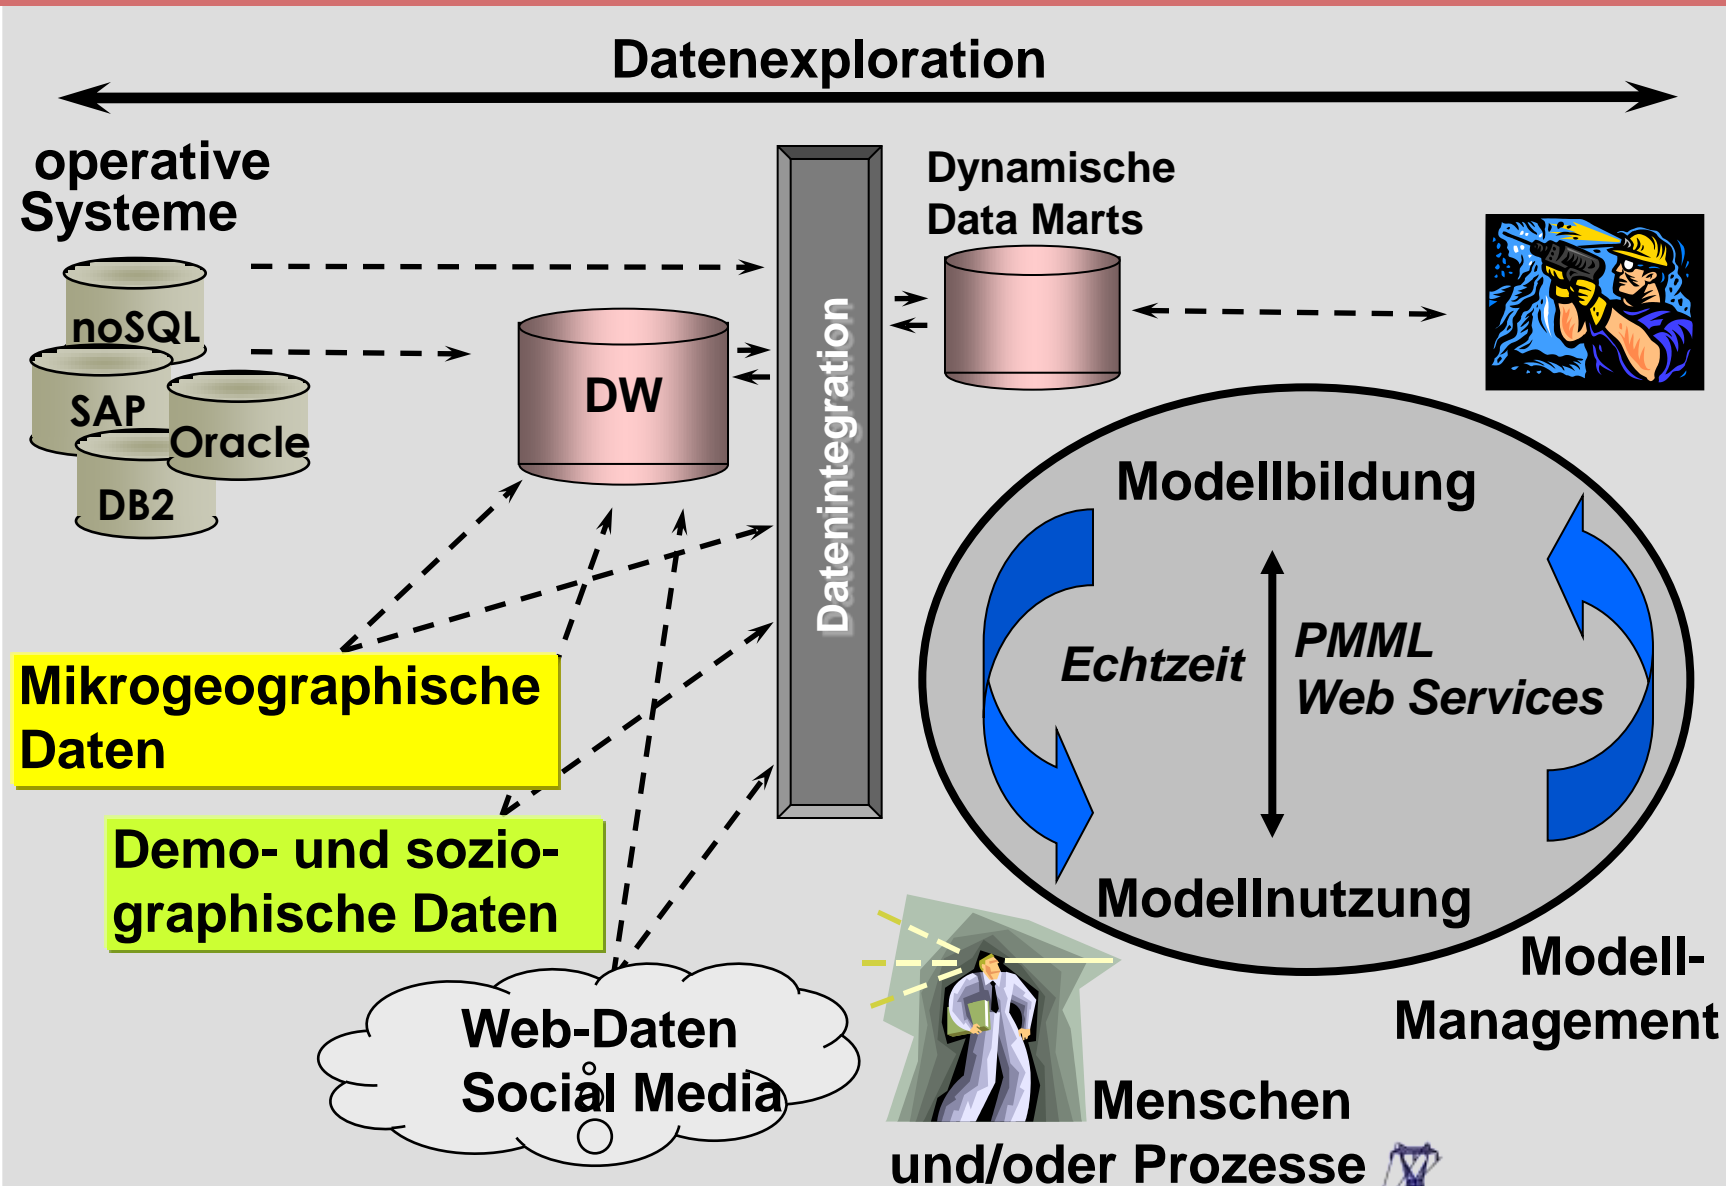 Datenexploration
operative
Systeme
noSQL
SAP
Oracle
DB2
DW
Datenintegration
Dynamische
Data Marts
Mikrogeographische
Daten
Demo- und sozio-
graphische Daten
Web-Daten
Social Media
Modellbildung
Echtzeit
PMML
Web Services
Modellnutzung
Modell-
Management
Menschen
und/oder Prozesse